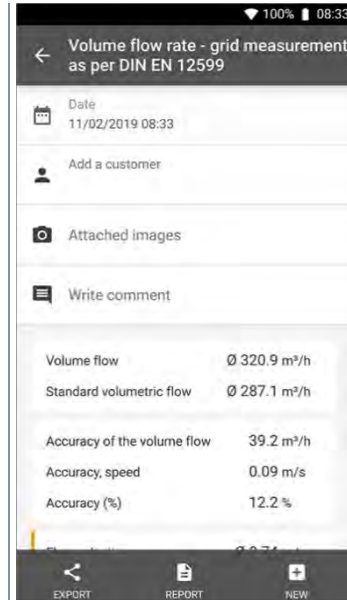 100% 08:33
Volume flow rate - grid measurement
as per DIN EN 12599
Date
11/02/2019 08:33
Add a customer
Attached images
Write comment
Volume flow Ø 320.9 m³/h
Standard volumetric flow Ø 287.1 m³/h
Accuracy of the volume flow 39.2 m³/h
Accuracy, speed 0.09 m/s
Accuracy (%) 12.2 %
EXPORT REPORT NEW